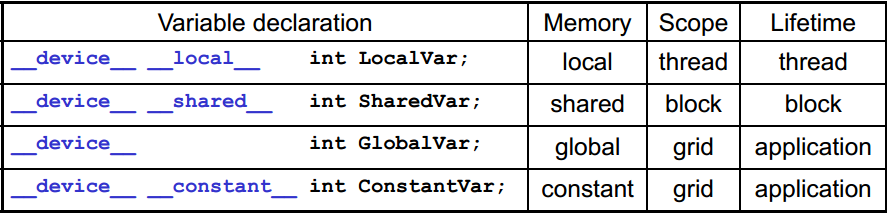 Variable declaration Memory Scope Lifetime
__device__ __local__ int LocalVar; local thread thread
__device__ __shared__ int SharedVar; shared block block
__device__ int GlobalVar; global grid application
__device__ __constant__ int ConstantVar; constant grid application